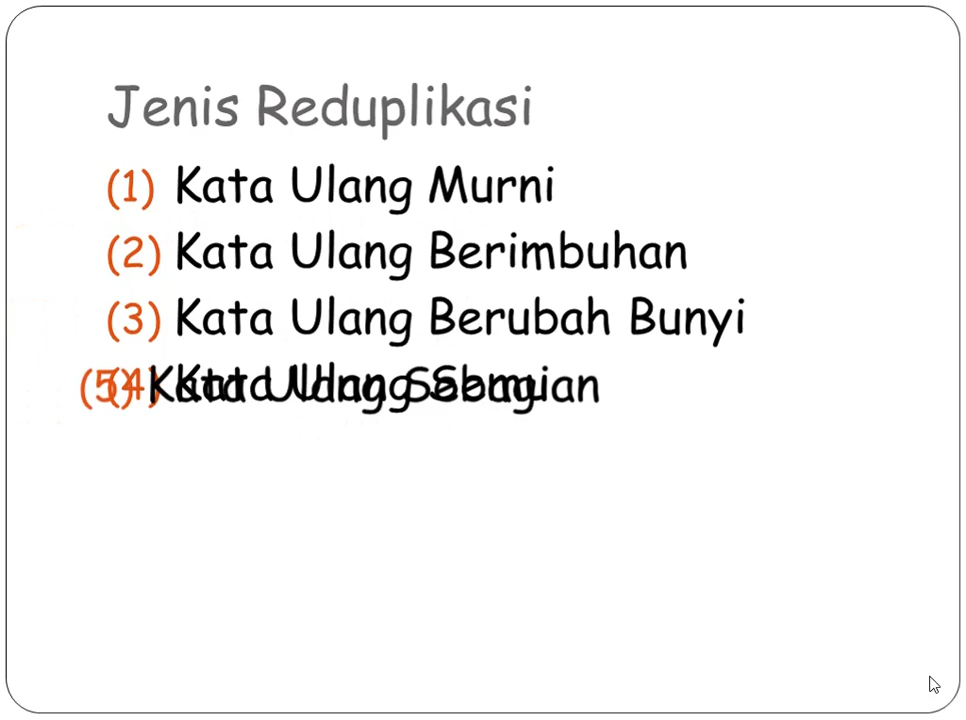 Jenis Reduplikasi
(1) Kata Ulang Murni
(2) Kata Ulang Berimbuhan
(3) Kata Ulang Berubah Bunyi
(4) Kata Ulang Semu
(5) Kata Ulang Sebagian